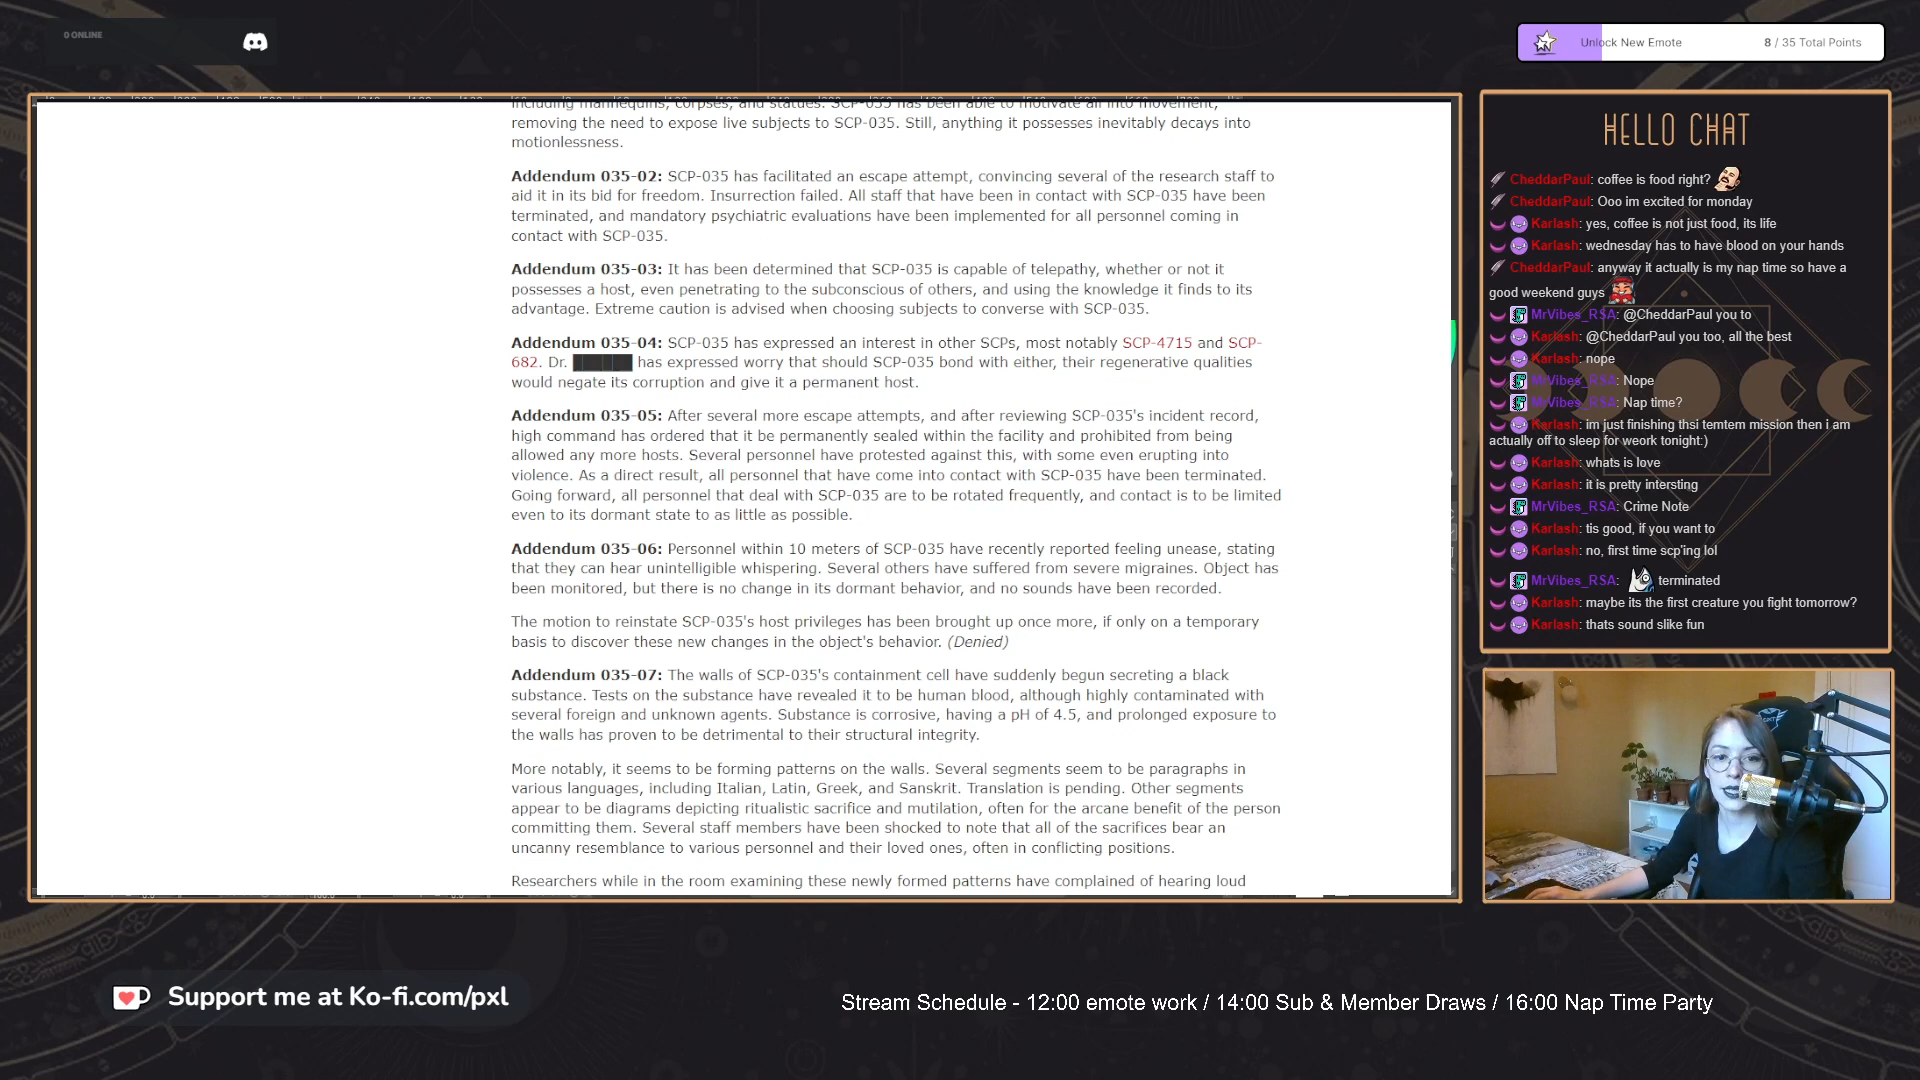 0 ONLINE
Unlock New Emote 8 / 35 Total Points
including mannequins, corpses, and statues. SCP-035 has been able to motivate all into movement,
removing the need to expose live subjects to SCP-035. Still, anything it possesses inevitably decays into
motionlessness.
Addendum 035-02: SCP-035 has facilitated an escape attempt, convincing several of the research staff to
aid it in its bid for freedom. Insurrection failed. All staff that have been in contact with SCP-035 have been
terminated, and mandatory psychiatric evaluations have been implemented for all personnel coming in
contact with SCP-035.
Addendum 035-03: It has been determined that SCP-035 is capable of telepathy, whether or not it
possesses a host, even penetrating to the subconscious of others, and using the knowledge it finds to its
advantage. Extreme caution is advised when choosing subjects to converse with SCP-035.
Addendum 035-04: SCP-035 has expressed an interest in other SCPs, most notably SCP-4715 and SCP-
682. Dr. ██████ has expressed worry that should SCP-035 bond with either, their regenerative qualities
would negate its corruption and give it a permanent host.
Addendum 035-05: After several more escape attempts, and after reviewing SCP-035's incident record,
high command has ordered that it be permanently sealed within the facility and prohibited from being
allowed any more hosts. Several personnel have protested against this, with some even erupting into
violence. As a direct result, all personnel that have come into contact with SCP-035 have been terminated.
Going forward, all personnel that deal with SCP-035 are to be rotated frequently, and contact is to be limited
even to its dormant state to as little as possible.
Addendum 035-06: Personnel within 10 meters of SCP-035 have recently reported feeling unease, stating
that they can hear unintelligible whispering. Several others have suffered from severe migraines. Object has
been monitored, but there is no change in its dormant behavior, and no sounds have been recorded.
The motion to reinstate SCP-035's host privileges has been brought up once more, if only on a temporary
basis to discover these new changes in the object's behavior. (Denied)
Addendum 035-07: The walls of SCP-035's containment cell have suddenly begun secreting a black
substance. Tests on the substance have revealed it to be human blood, although highly contaminated with
several foreign and unknown agents. Substance is corrosive, having a pH of 4.5, and prolonged exposure to
the walls has proven to be detrimental to their structural integrity.
More notably, it seems to be forming patterns on the walls. Several segments seem to be paragraphs in
various languages, including Italian, Latin, Greek, and Sanskrit. Translation is pending. Other segments
appear to be diagrams depicting ritualistic sacrifice and mutilation, often for the arcane benefit of the person
committing them. Several staff members have been shocked to note that all of the sacrifices bear an
uncanny resemblance to various personnel and their loved ones, often in conflicting positions.
Researchers while in the room examining these newly formed patterns have complained of hearing loud
HELLO CHAT
CheddarPaul: coffee is food right?
CheddarPaul: Ooo im excited for monday
Karlash: yes, coffee is not just food, its life
Karlash: wednesday has to have blood on your hands
CheddarPaul: anyway it actually is my nap time so have a
good weekend guys
MrVibes_RSA: @CheddarPaul you to
Karlash: @CheddarPaul you too, all the best
Karlash: nope
MrVibes_RSA: Nope
MrVibes_RSA: Nap time?
Karlash: im just finishing thsi temtem mission then i am
actually off to sleep for weork tonight:)
Karlash: whats is love
Karlash: it is pretty intersting
MrVibes_RSA: Crime Note
Karlash: tis good, if you want to
Karlash: no, first time scp'ing lol
MrVibes_RSA: terminated
Karlash: maybe its the first creature you fight tomorrow?
Karlash: thats sound slike fun
Support me at Ko-fi.com/pxl
Stream Schedule - 12:00 emote work / 14:00 Sub & Member Draws / 16:00 Nap Time Party